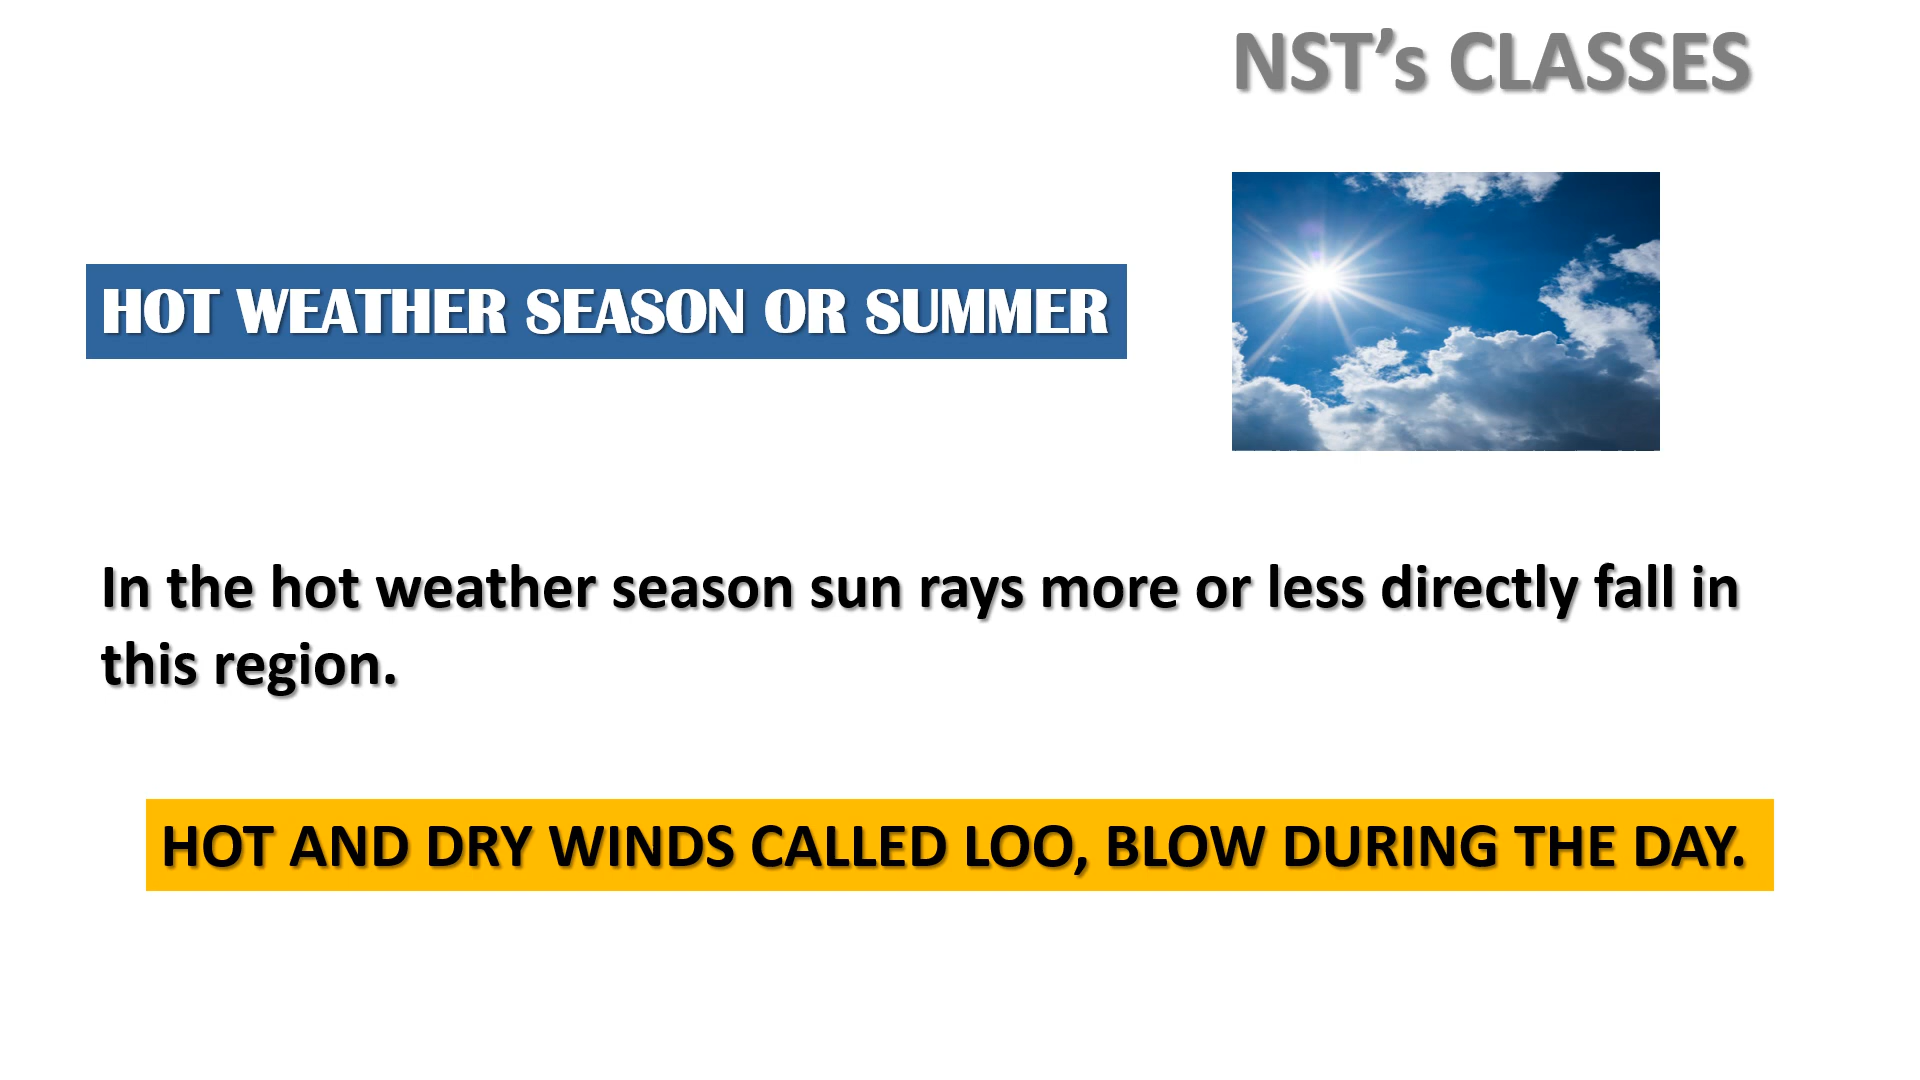 NST’s CLASSES
HOT WEATHER SEASON OR SUMMER
In the hot weather season sun rays more or less directly fall in
this region.
HOT AND DRY WINDS CALLED LOO, BLOW DURING THE DAY.